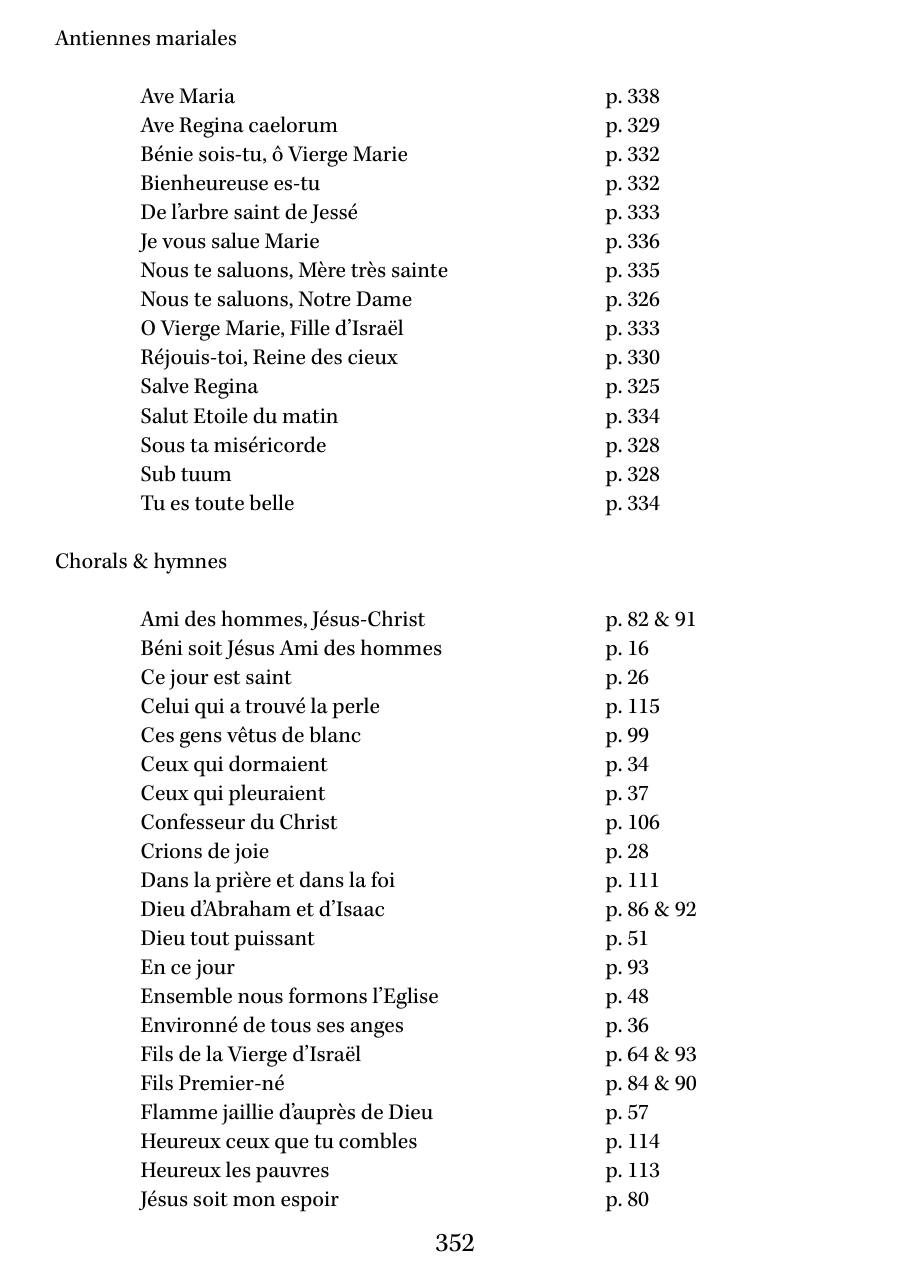 Antiennes mariales
Ave Maria p. 338
Ave Regina caelorum p. 329
Bénie sois-tu, ô Vierge Marie p. 332
Bienheureuse es-tu p. 332
De l’arbre saint de Jessé p. 333
Je vous salue Marie p. 336
Nous te saluons, Mère très sainte p. 335
Nous te saluons, Notre Dame p. 326
O Vierge Marie, Fille d’Israël p. 333
Réjouis-toi, Reine des cieux p. 330
Salve Regina p. 325
Salut Etoile du matin p. 334
Sous ta miséricorde p. 328
Sub tuum p. 328
Tu es toute belle p. 334
Chorals & hymnes
Ami des hommes, Jésus-Christ p. 82 & 91
Béni soit Jésus Ami des hommes p. 16
Ce jour est saint p. 26
Celui qui a trouvé la perle p. 115
Ces gens vêtus de blanc p. 99
Ceux qui dormaient p. 34
Ceux qui pleuraient p. 37
Confesseur du Christ p. 106
Crions de joie p. 28
Dans la prière et dans la foi p. 111
Dieu d’Abraham et d’Isaac p. 86 & 92
Dieu tout puissant p. 51
En ce jour p. 93
Ensemble nous formons l’Eglise p. 48
Environné de tous ses anges p. 36
Fils de la Vierge d’Israël p. 64 & 93
Fils Premier-né p. 84 & 90
Flamme jaillie d’auprès de Dieu p. 57
Heureux ceux que tu combles p. 114
Heureux les pauvres p. 113
Jésus soit mon espoir p. 80
352